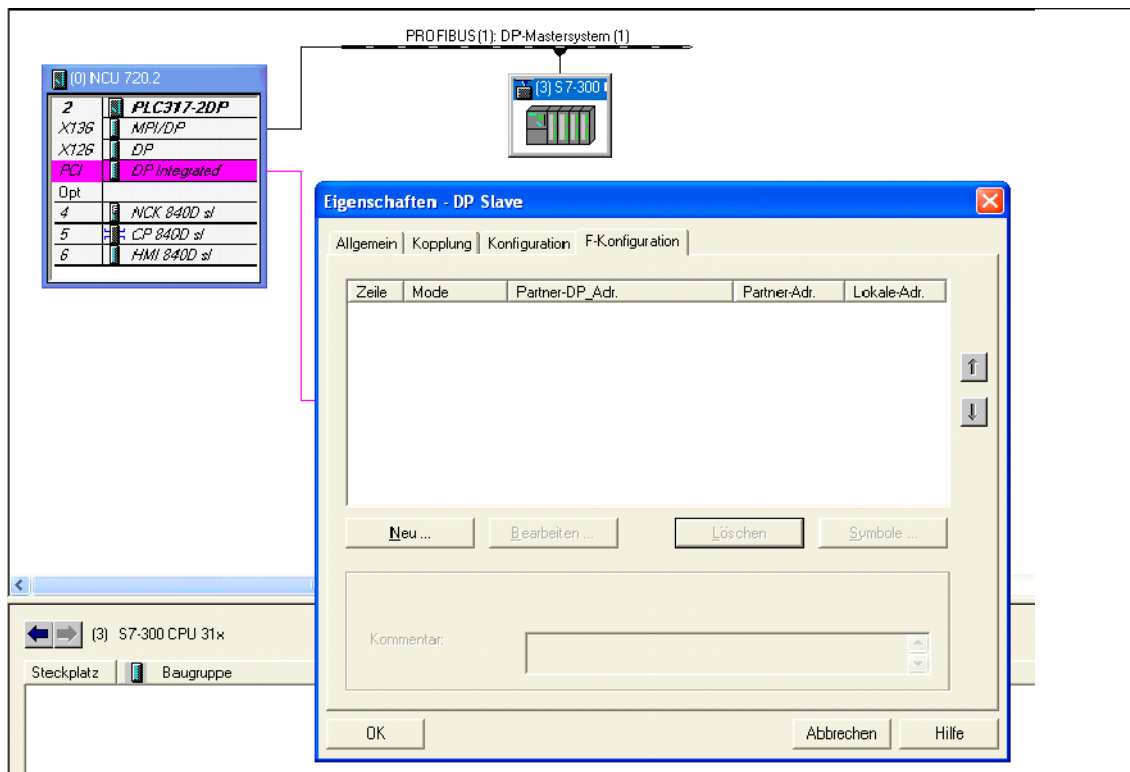 PROFIBUS(1): DP-Mastersystem (1)
(0) NCU 720.2
2 PLC317-2DP
X136 MPI/DP
X126 DP
PCI DP Integrated
Opt
4 NCK 840D sl
5 CP 840D sl
6 HMI 840D sl
(3) S7-300
Eigenschaften - DP Slave
Allgemein Kopplung Konfiguration F-Konfiguration
Zeile Mode Partner-DP_Adr. Partner-Adr. Lokale-Adr.
Neu ... Bearbeiten ... Löschen Symbole ...
Kommentar:
OK Abbrechen Hilfe
(3) S7-300 CPU 31x
Steckplatz Baugruppe